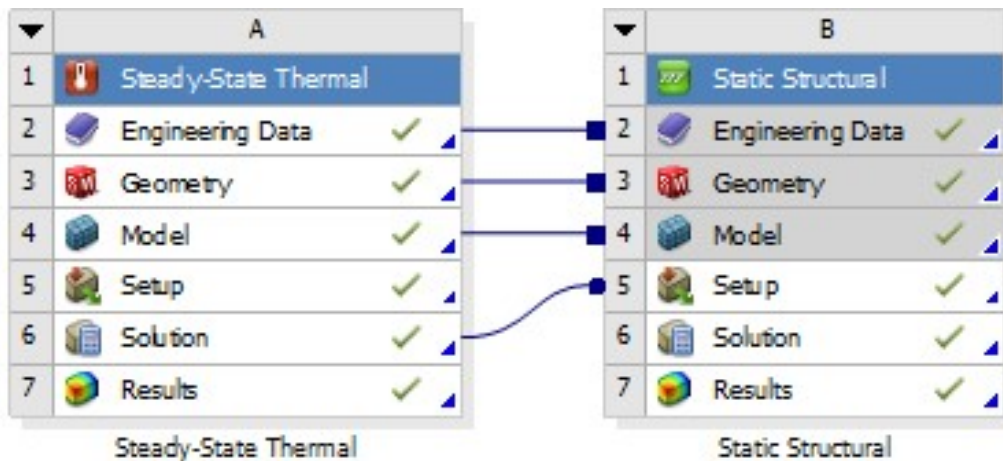 A
1 Steady-State Thermal
2 Engineering Data
3 Geometry
4 Model
5 Setup
6 Solution
7 Results
Steady-State Thermal
B
1 Static Structural
2 Engineering Data
3 Geometry
4 Model
5 Setup
6 Solution
7 Results
Static Structural